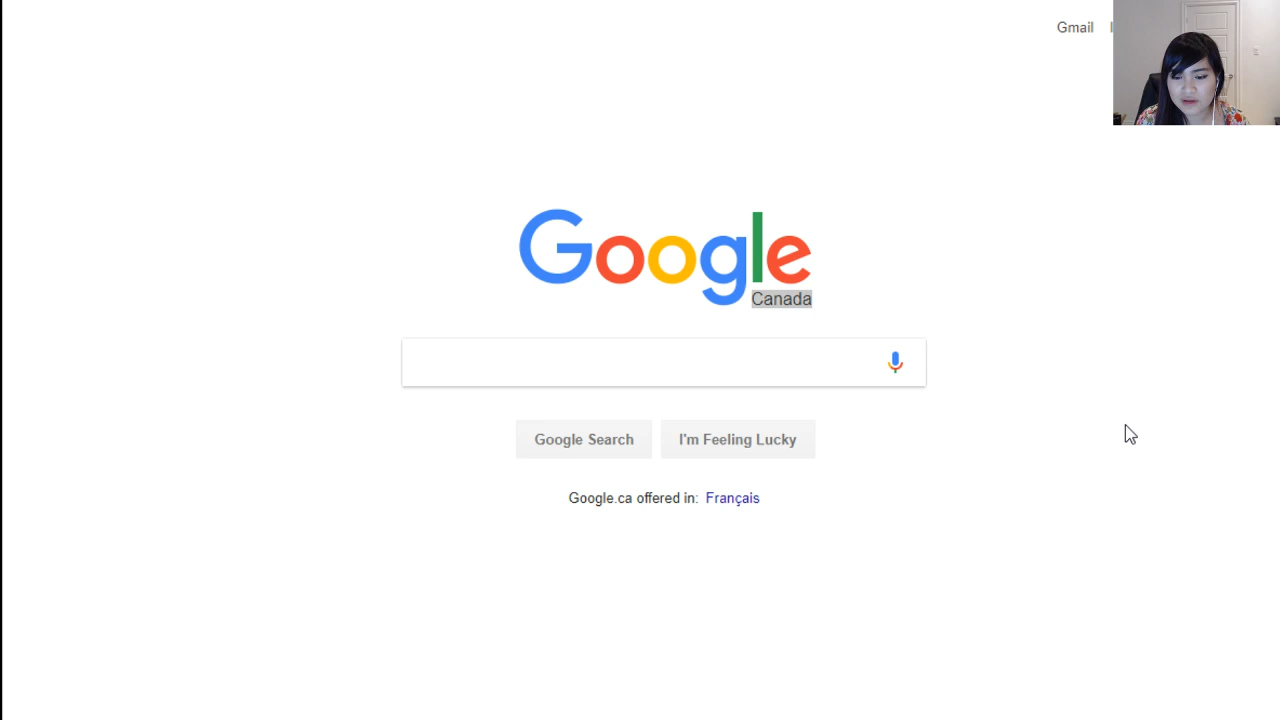 Gmail
Google
Canada
Google Search
I'm Feeling Lucky
Google.ca offered in: Français